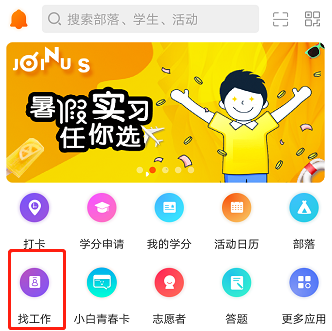 搜索部落、学生、活动
JOINUS
暑假实习
任你选
打卡
学分申请
我的学分
活动日历
部落
找工作
小白青春卡
志愿者
答题
更多应用